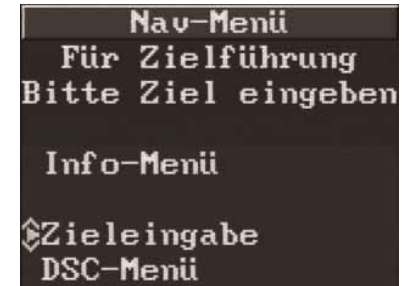 Nav-Menü
Für Zielführung
Bitte Ziel eingeben
Info-Menü
Zieleingabe
DSC-Menü